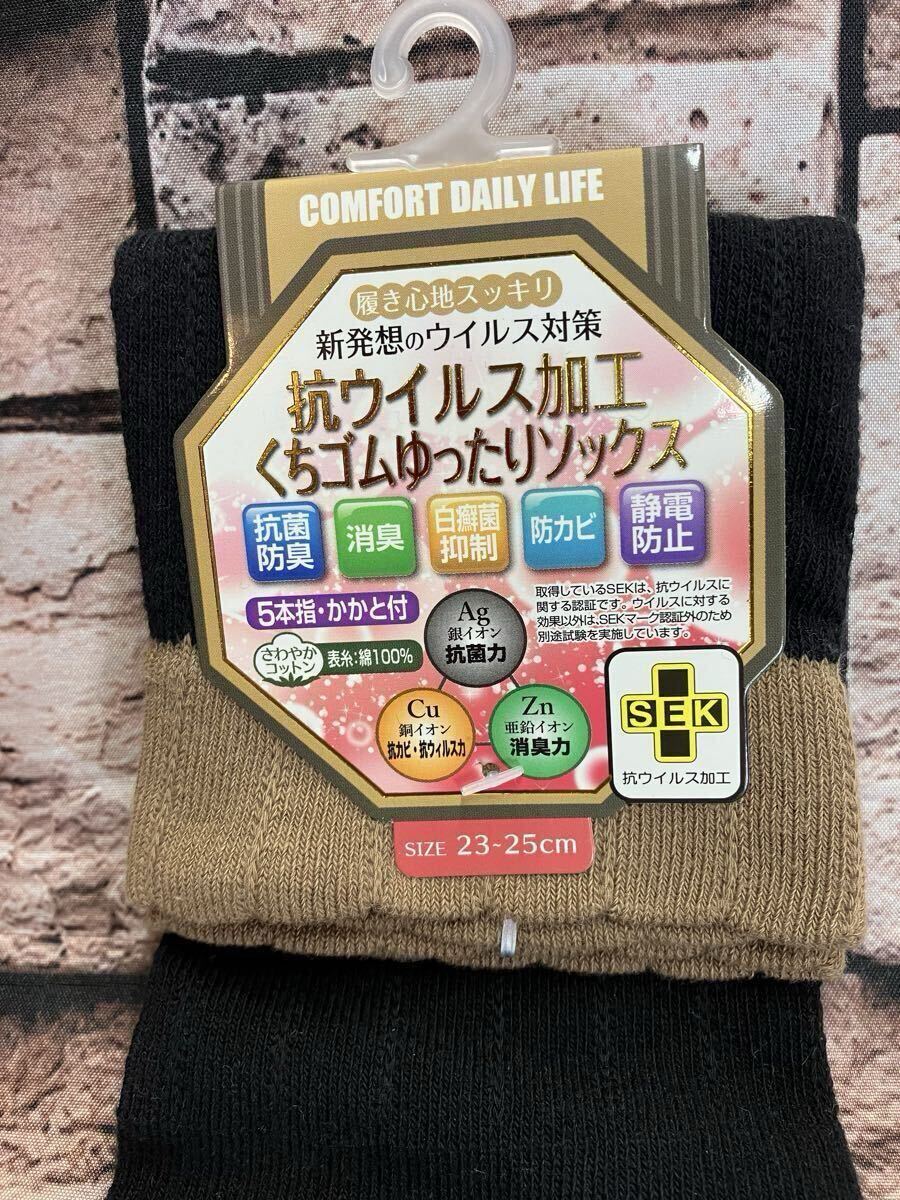 COMFORT DAILY LIFE
履き心地スッキリ
新発想のウイルス対策
抗ウイルス加工
くちゴムゆったりソックス
抗菌
防臭
消臭
白癬菌
抑制
防カビ
静電
防止
5本指・かかと付
さわやか
コットン
表糸:綿100%
取得しているSEKは、抗ウイルスに
関する認証です。ウイルスに対する
効果以外は、SEKマーク認証外のため
別途試験を実施しています。
Ag
銀イオン
抗菌力
Cu
銅イオン
抗カビ・抗ウィルス力
Zn
亜鉛イオン
消臭力
SEK
抗ウイルス加工
SIZE 23~25cm